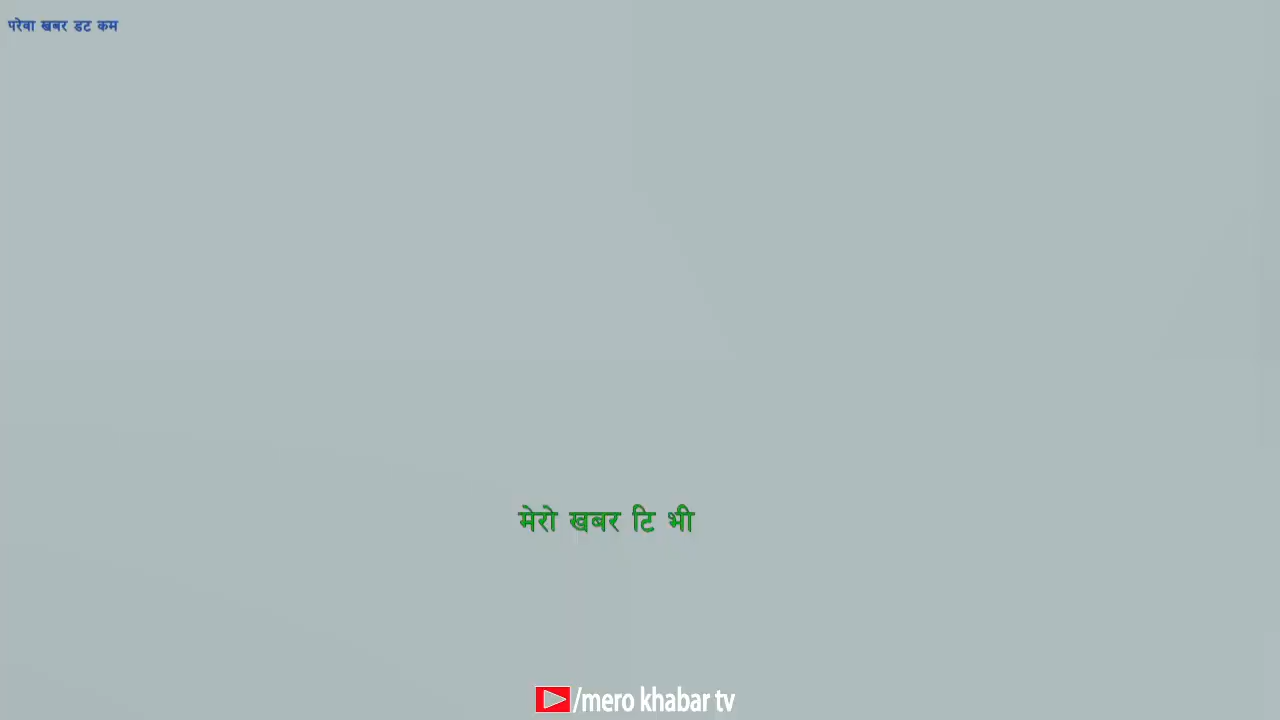 परेवा खबर डट कम
मेरो खबर टि भी
/mero khabar tv